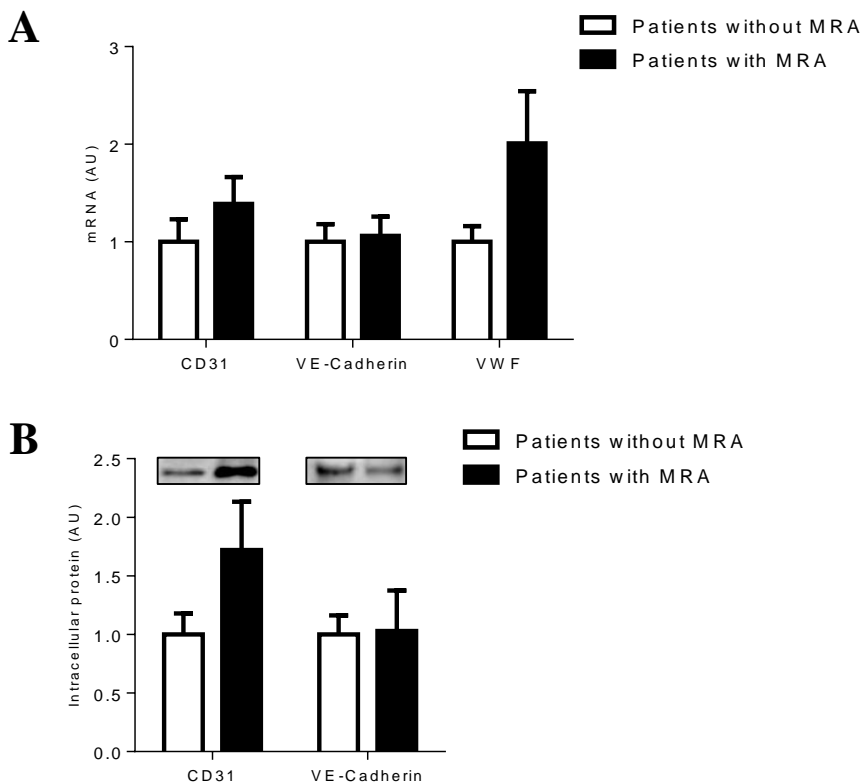 A
Patients without MRA
Patients with MRA
3
2
1
0
mRNA (AU)
CD31 VE-Cadherin VWF
B
Patients without MRA
Patients with MRA
2.5
2.0
1.5
1.0
0.5
0.0
Intracellular protein (AU)
CD31 VE-Cadherin